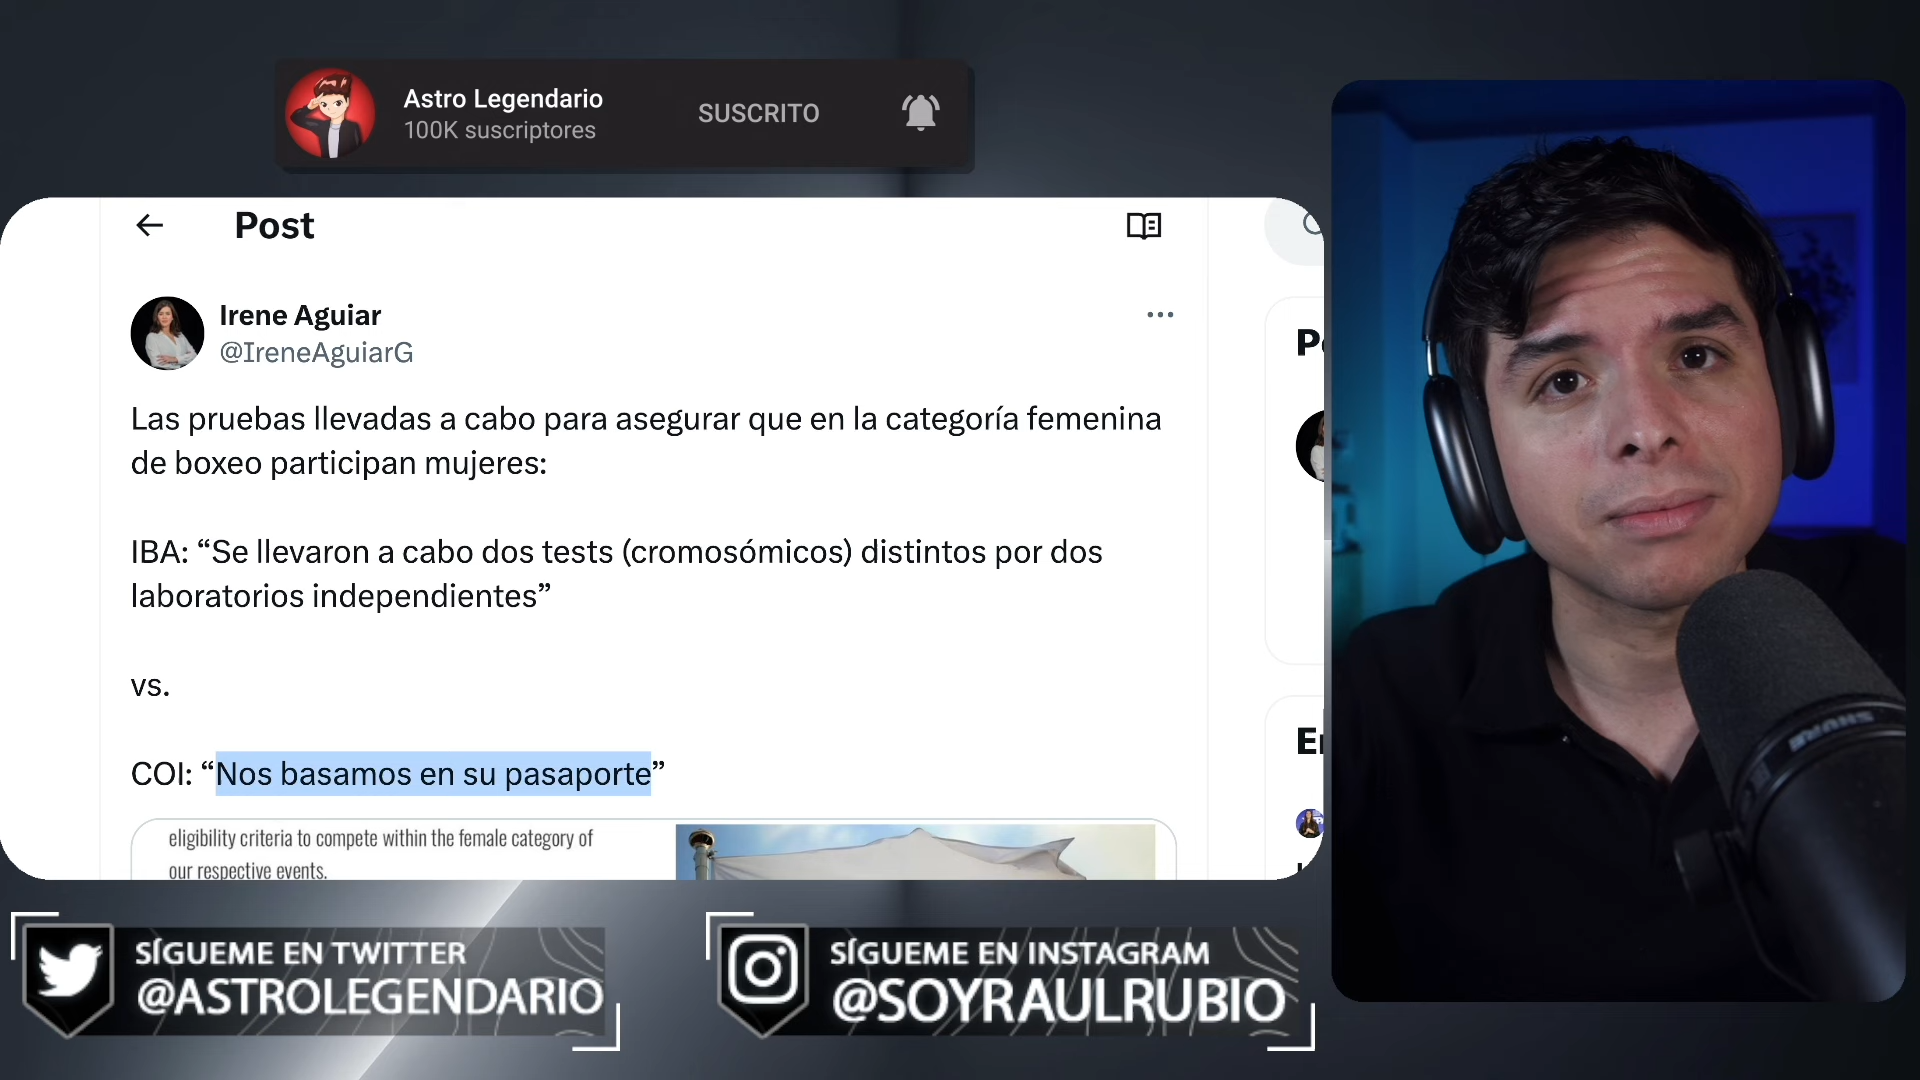 Astro Legendario
100K suscriptores
SUSCRITO
Post
Irene Aguiar
@IreneAguiarG
Las pruebas llevadas a cabo para asegurar que en la categoría femenina
de boxeo participan mujeres:
IBA: “Se llevaron a cabo dos tests (cromosómicos) distintos por dos
laboratorios independientes”
vs.
COI: “Nos basamos en su pasaporte”
eligibility criteria to compete within the female category of
our respective events.
SÍGUEME EN TWITTER
@ASTROLEGENDARIO
SÍGUEME EN INSTAGRAM
@SOYRAULRUBIO
SHURE